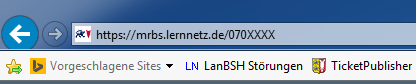 https://mrbs.lernnetz.de/070XXXX
Vorgeschlagene Sites LN LanBSH Störungen TicketPublisher